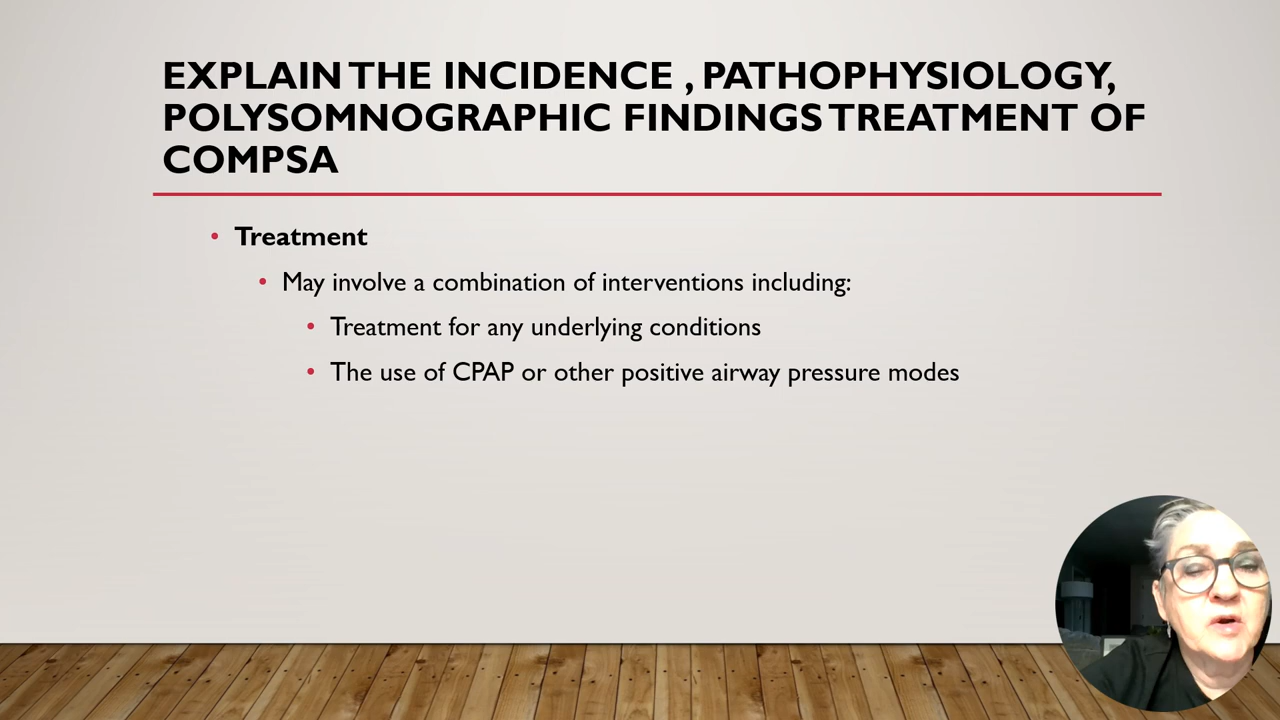 EXPLAIN THE INCIDENCE , PATHOPHYSIOLOGY,
POLYSOMNOGRAPHIC FINDINGS TREATMENT OF
COMPSA
• Treatment
• May involve a combination of interventions including:
• Treatment for any underlying conditions
• The use of CPAP or other positive airway pressure modes